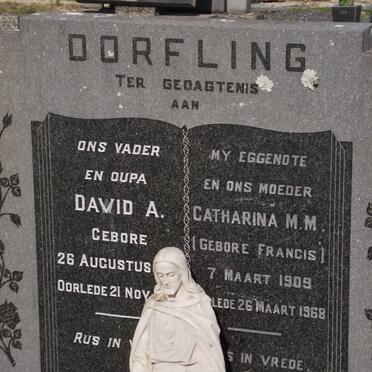 DORFLING
TER GEDAGTENIS
AAN
ONS VADER
EN OUPA
DAVID A.
GEBORE
26 AUGUSTUS
OORLEDE 21 NOV
RUS IN
MY EGGENOTE
EN ONS MOEDER
CATHARINA M.M.
(GEBORE FRANCIS)
7 MAART 1909
LEDE 26 MAART 1968
IN VREDE